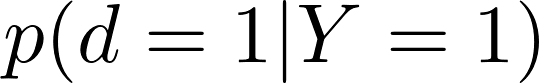 p(d = 1|Y = 1)